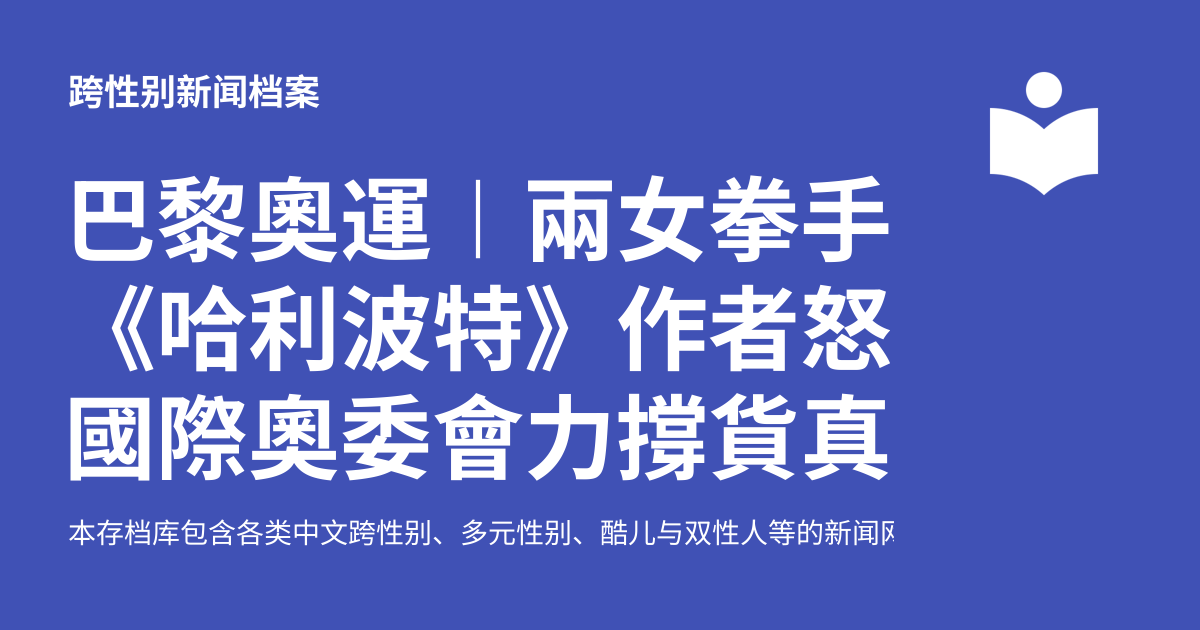 跨性别新闻档案
巴黎奧運｜兩女拳手
《哈利波特》作者怒
國際奧委會力撐貨真
本存档库包含各类中文跨性别、多元性别、酷儿与双性人等的新闻网